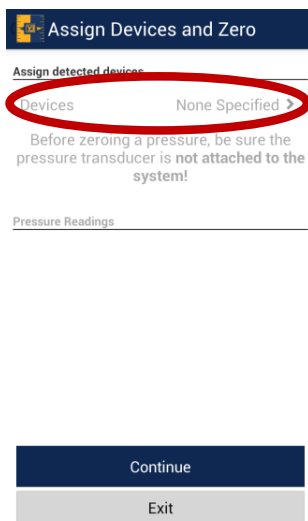 Assign Devices and Zero
Assign detected devices
Devices None Specified >
Before zeroing a pressure, be sure the
pressure transducer is not attached to the
system!
Pressure Readings
Continue
Exit